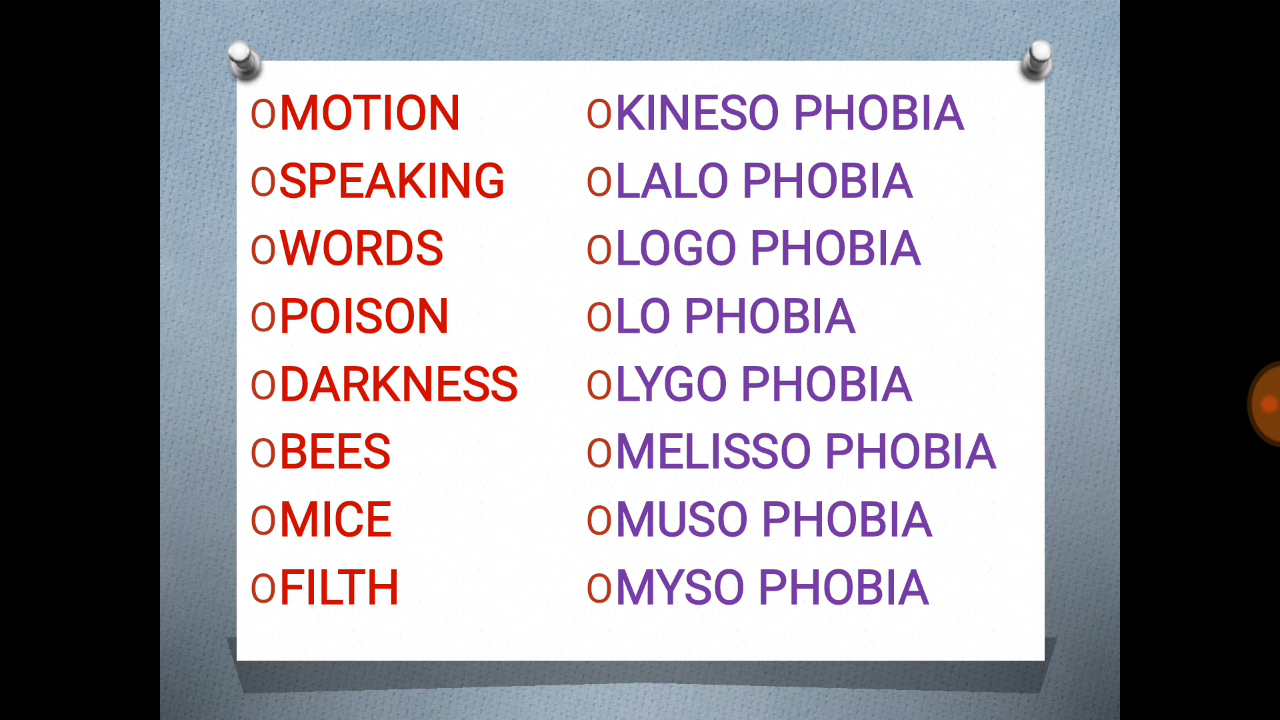 MOTION KINESO PHOBIA
SPEAKING LALO PHOBIA
WORDS LOGO PHOBIA
POISON LO PHOBIA
DARKNESS LYGO PHOBIA
BEES MELISSO PHOBIA
MICE MUSO PHOBIA
FILTH MYSO PHOBIA